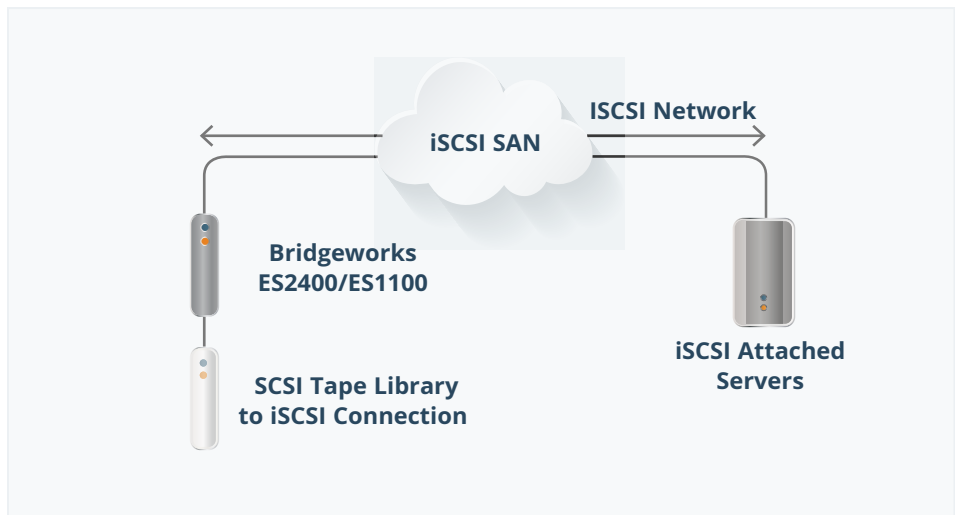 ISCSI Network
iSCSI SAN
Bridgeworks
ES2400/ES1100
iSCSI Attached
Servers
SCSI Tape Library
to iSCSI Connection